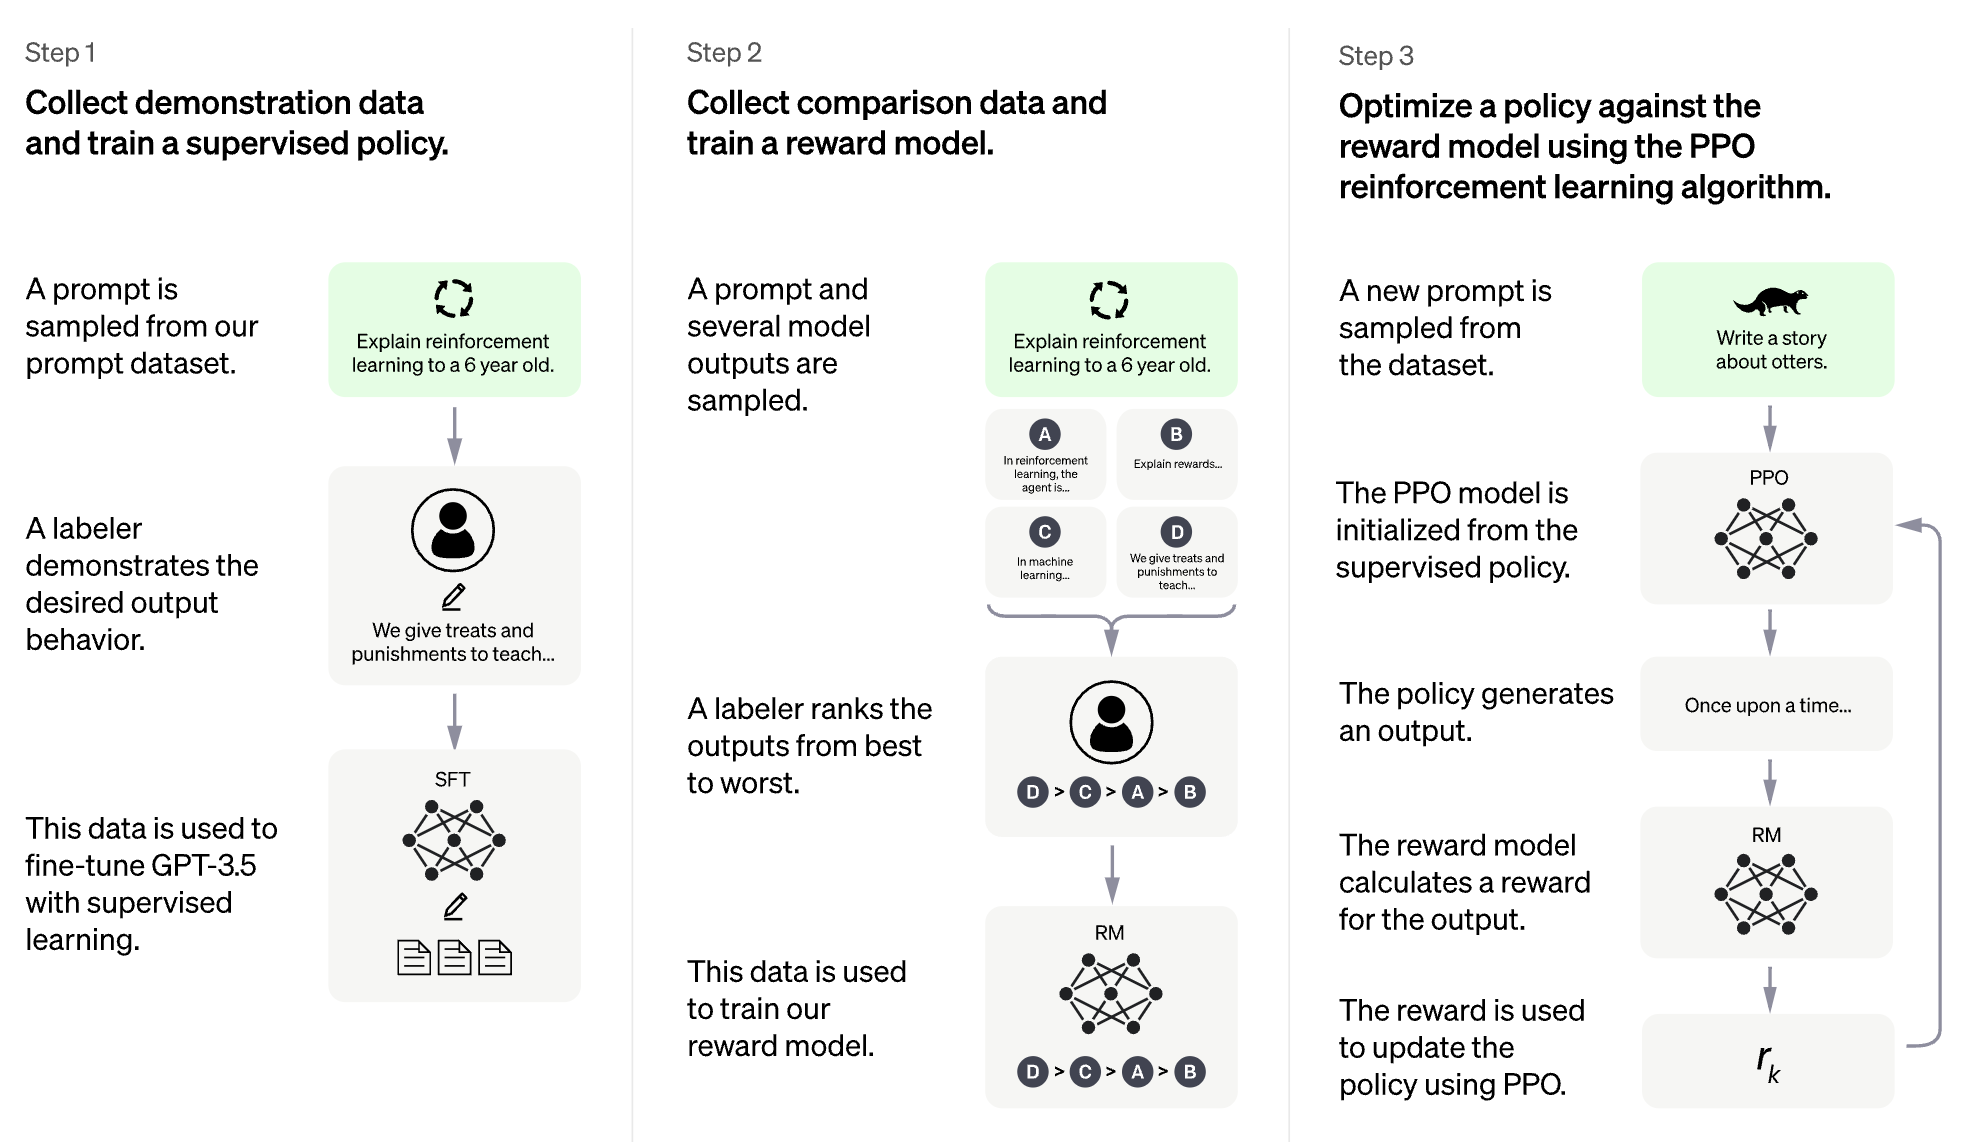 Step 1
Collect demonstration data
and train a supervised policy.
A prompt is
sampled from our
prompt dataset.
Explain reinforcement
learning to a 6 year old.
A labeler
demonstrates the
desired output
behavior.
We give treats and
punishments to teach...
This data is used to
fine-tune GPT-3.5
with supervised
learning.
SFT
Step 2
Collect comparison data and
train a reward model.
A prompt and
several model
outputs are
sampled.
Explain reinforcement
learning to a 6 year old.
A
In reinforcement
learning, the
agent is...
B
Explain rewards...
C
In machine
learning...
D
We give treats and
punishments to
teach...
A labeler ranks the
outputs from best
to worst.
D > C > A > B
This data is used
to train our
reward model.
RM
D > C > A > B
Step 3
Optimize a policy against the
reward model using the PPO
reinforcement learning algorithm.
A new prompt is
sampled from
the dataset.
Write a story
about otters.
The PPO model is
initialized from the
supervised policy.
PPO
The policy generates
an output.
Once upon a time...
The reward model
calculates a reward
for the output.
RM
The reward is used
to update the
policy using PPO.
r_k